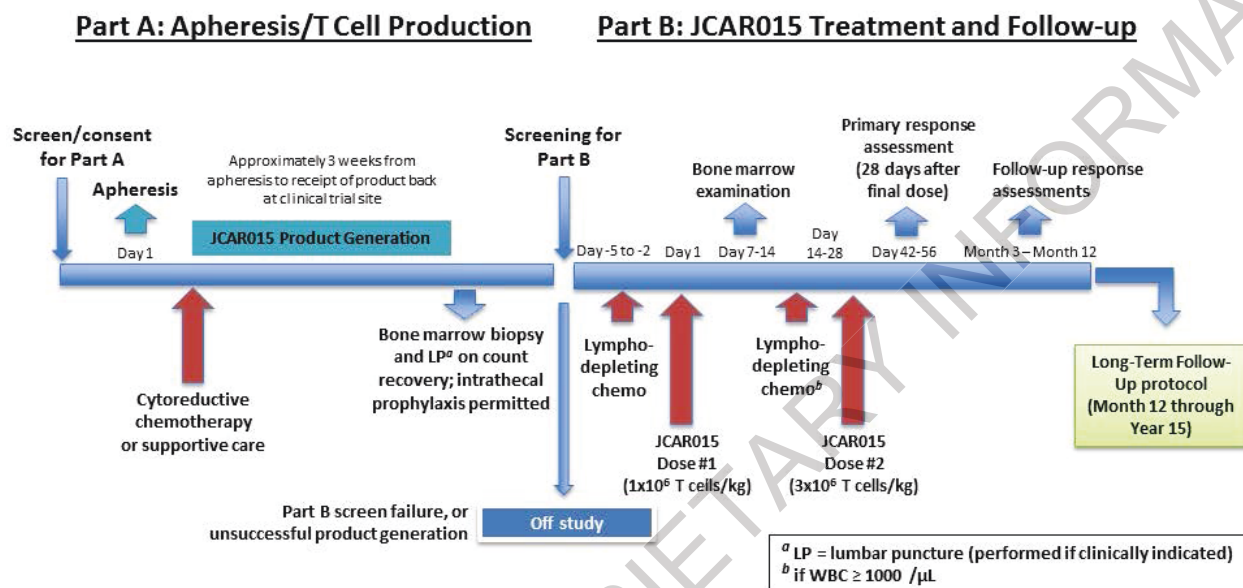 Part A: Apheresis/T Cell Production
Part B: JCAR015 Treatment and Follow-up
Screen/consent
for Part A
Apheresis
Day 1
Approximately 3 weeks from
apheresis to receipt of product back
at clinical trial site
JCAR015 Product Generation
Cytoreductive
chemotherapy
or supportive care
Bone marrow biopsy
and LPᵃ on count
recovery; intrathecal
prophylaxis permitted
Screening for
Part B
Part B screen failure, or
unsuccessful product generation
Off study
Day -5 to -2
Day 1
Bone marrow
examination
Day 7-14
Day
14-28
Primary response
assessment
(28 days after
final dose)
Day 42-56
Follow-up response
assessments
Month 3 – Month 12
Lympho-
depleting
chemo
JCAR015
Dose #1
(1x10⁶ T cells/kg)
Lympho-
depleting
chemoᵇ
JCAR015
Dose #2
(3x10⁶ T cells/kg)
Long-Term Follow-
Up protocol
(Month 12 through
Year 15)
ᵃ LP = lumbar puncture (performed if clinically indicated)
ᵇ if WBC ≥ 1000 /µL